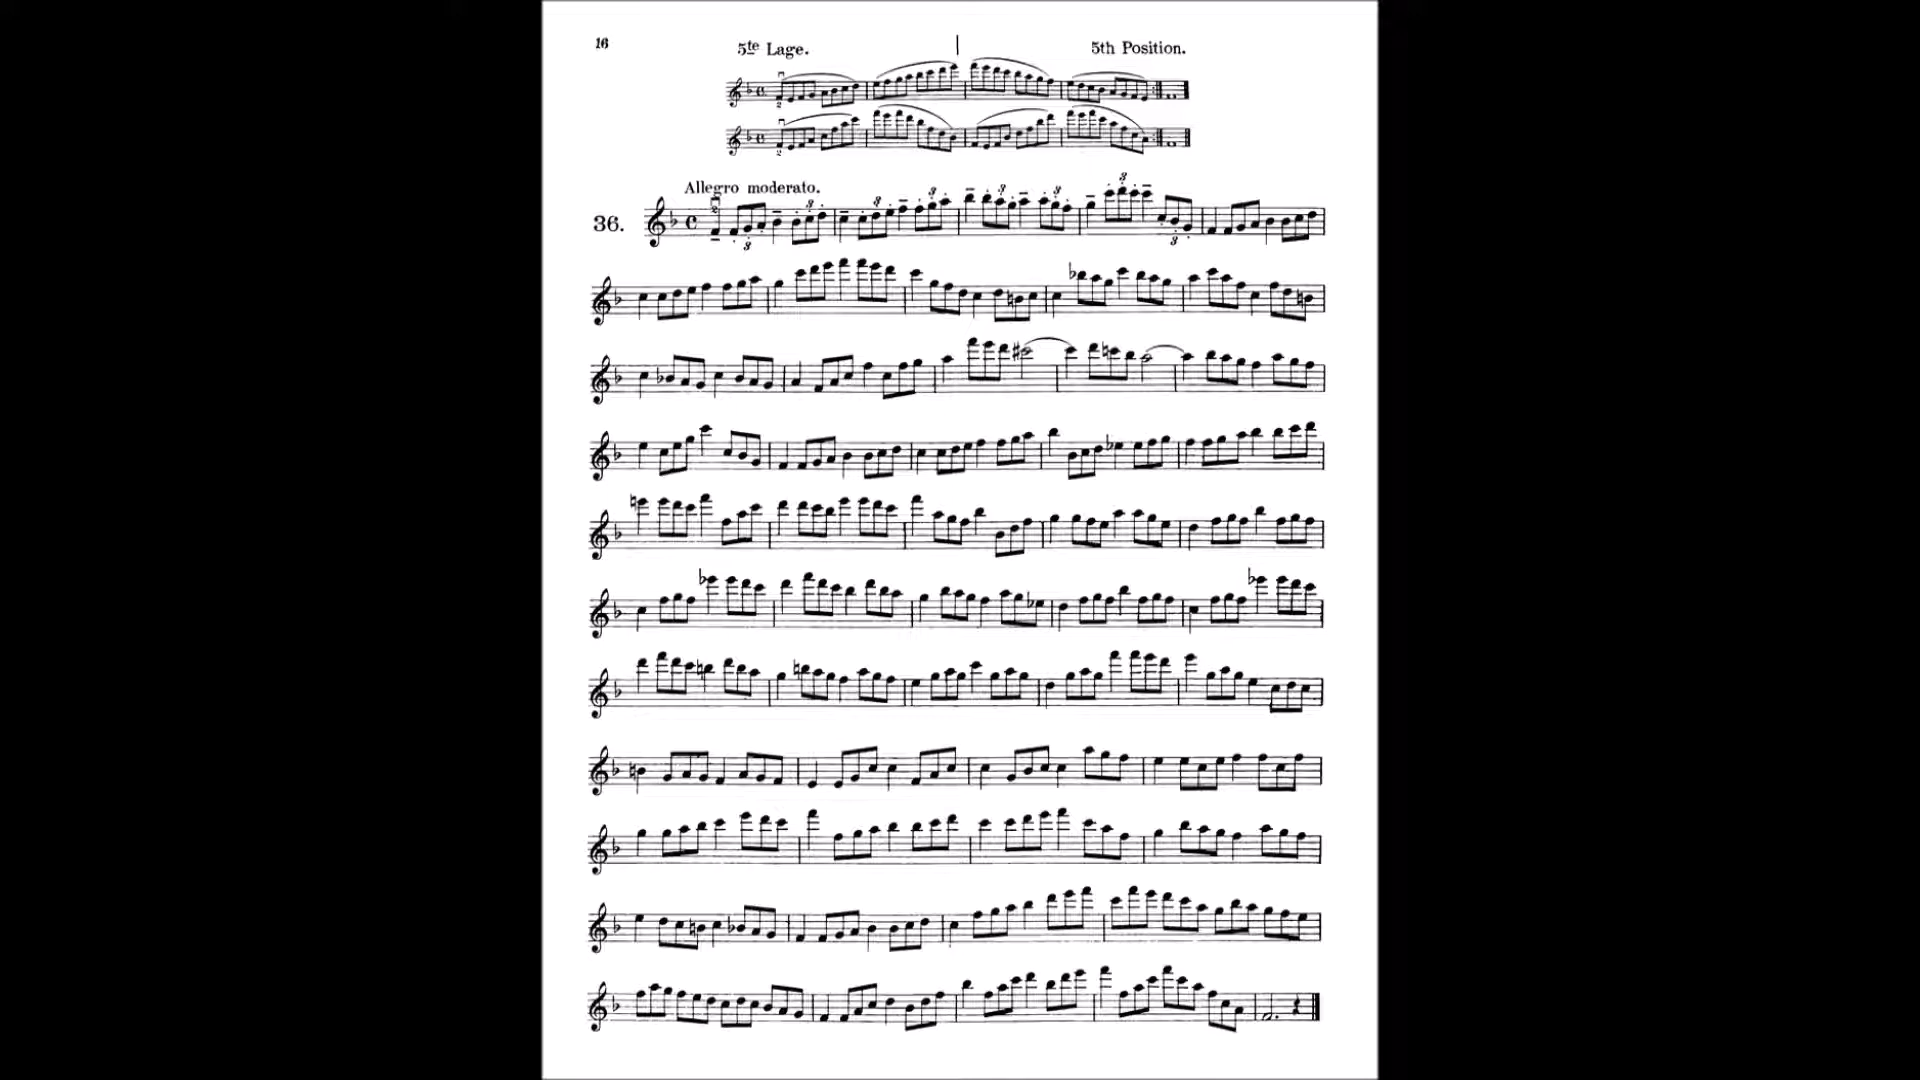 16
5te Lage. | 5th Position.
Allegro moderato.
36.